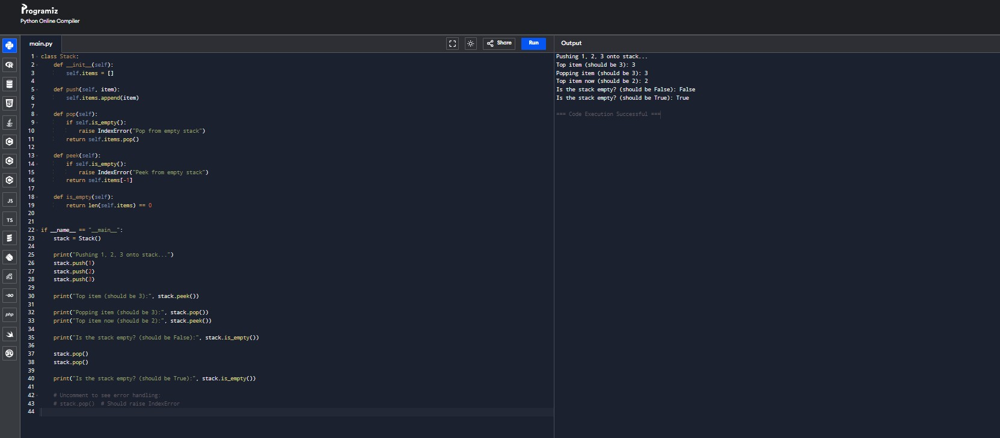 Programiz
Python Online Compiler
main.py
Share
Run
Output
1 class Stack:
2     def __init__(self):
3         self.items = []
4
5     def push(self, item):
6         self.items.append(item)
7
8     def pop(self):
9         if self.is_empty():
10             raise IndexError("Pop from empty stack")
11         return self.items.pop()
12
13     def peek(self):
14         if self.is_empty():
15             raise IndexError("Peek from empty stack")
16         return self.items[-1]
17
18     def is_empty(self):
19         return len(self.items) == 0
20
21
22 if __name__ == "__main__":
23     stack = Stack()
24
25     print("Pushing 1, 2, 3 onto stack...")
26     stack.push(1)
27     stack.push(2)
28     stack.push(3)
29
30     print("Top item (should be 3):", stack.peek())
31
32     print("Popping item (should be 3):", stack.pop())
33     print("Top item now (should be 2):", stack.peek())
34
35     print("Is the stack empty? (should be False):", stack.is_empty())
36
37     stack.pop()
38     stack.pop()
39
40     print("Is the stack empty? (should be True):", stack.is_empty())
41
42     # Uncomment to see error handling:
43     # stack.pop()  # Should raise IndexError
44
Pushing 1, 2, 3 onto stack...
Top item (should be 3): 3
Popping item (should be 3): 3
Top item now (should be 2): 2
Is the stack empty? (should be False): False
Is the stack empty? (should be True): True
=== Code Execution Successful ===
R
5
C
C
C
JS
TS
GO
php
R